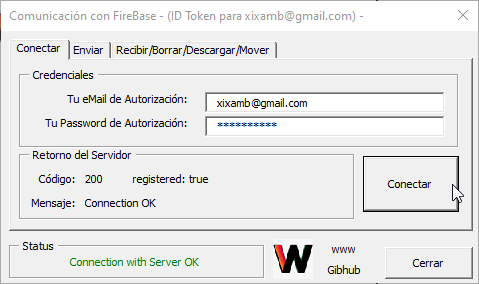 Comunicación con FireBase - (ID Token para xixamb@gmail.com) -
Conectar Enviar Recibir/Borrar/Descargar/Mover
Credenciales
Tu eMail de Autorización: xixamb@gmail.com
Tu Password de Autorización: **********
Retorno del Servidor
Código: 200 registered: true
Mensaje: Connection OK
Conectar
Status
Connection with Server OK
W
www
Gibhub
Cerrar